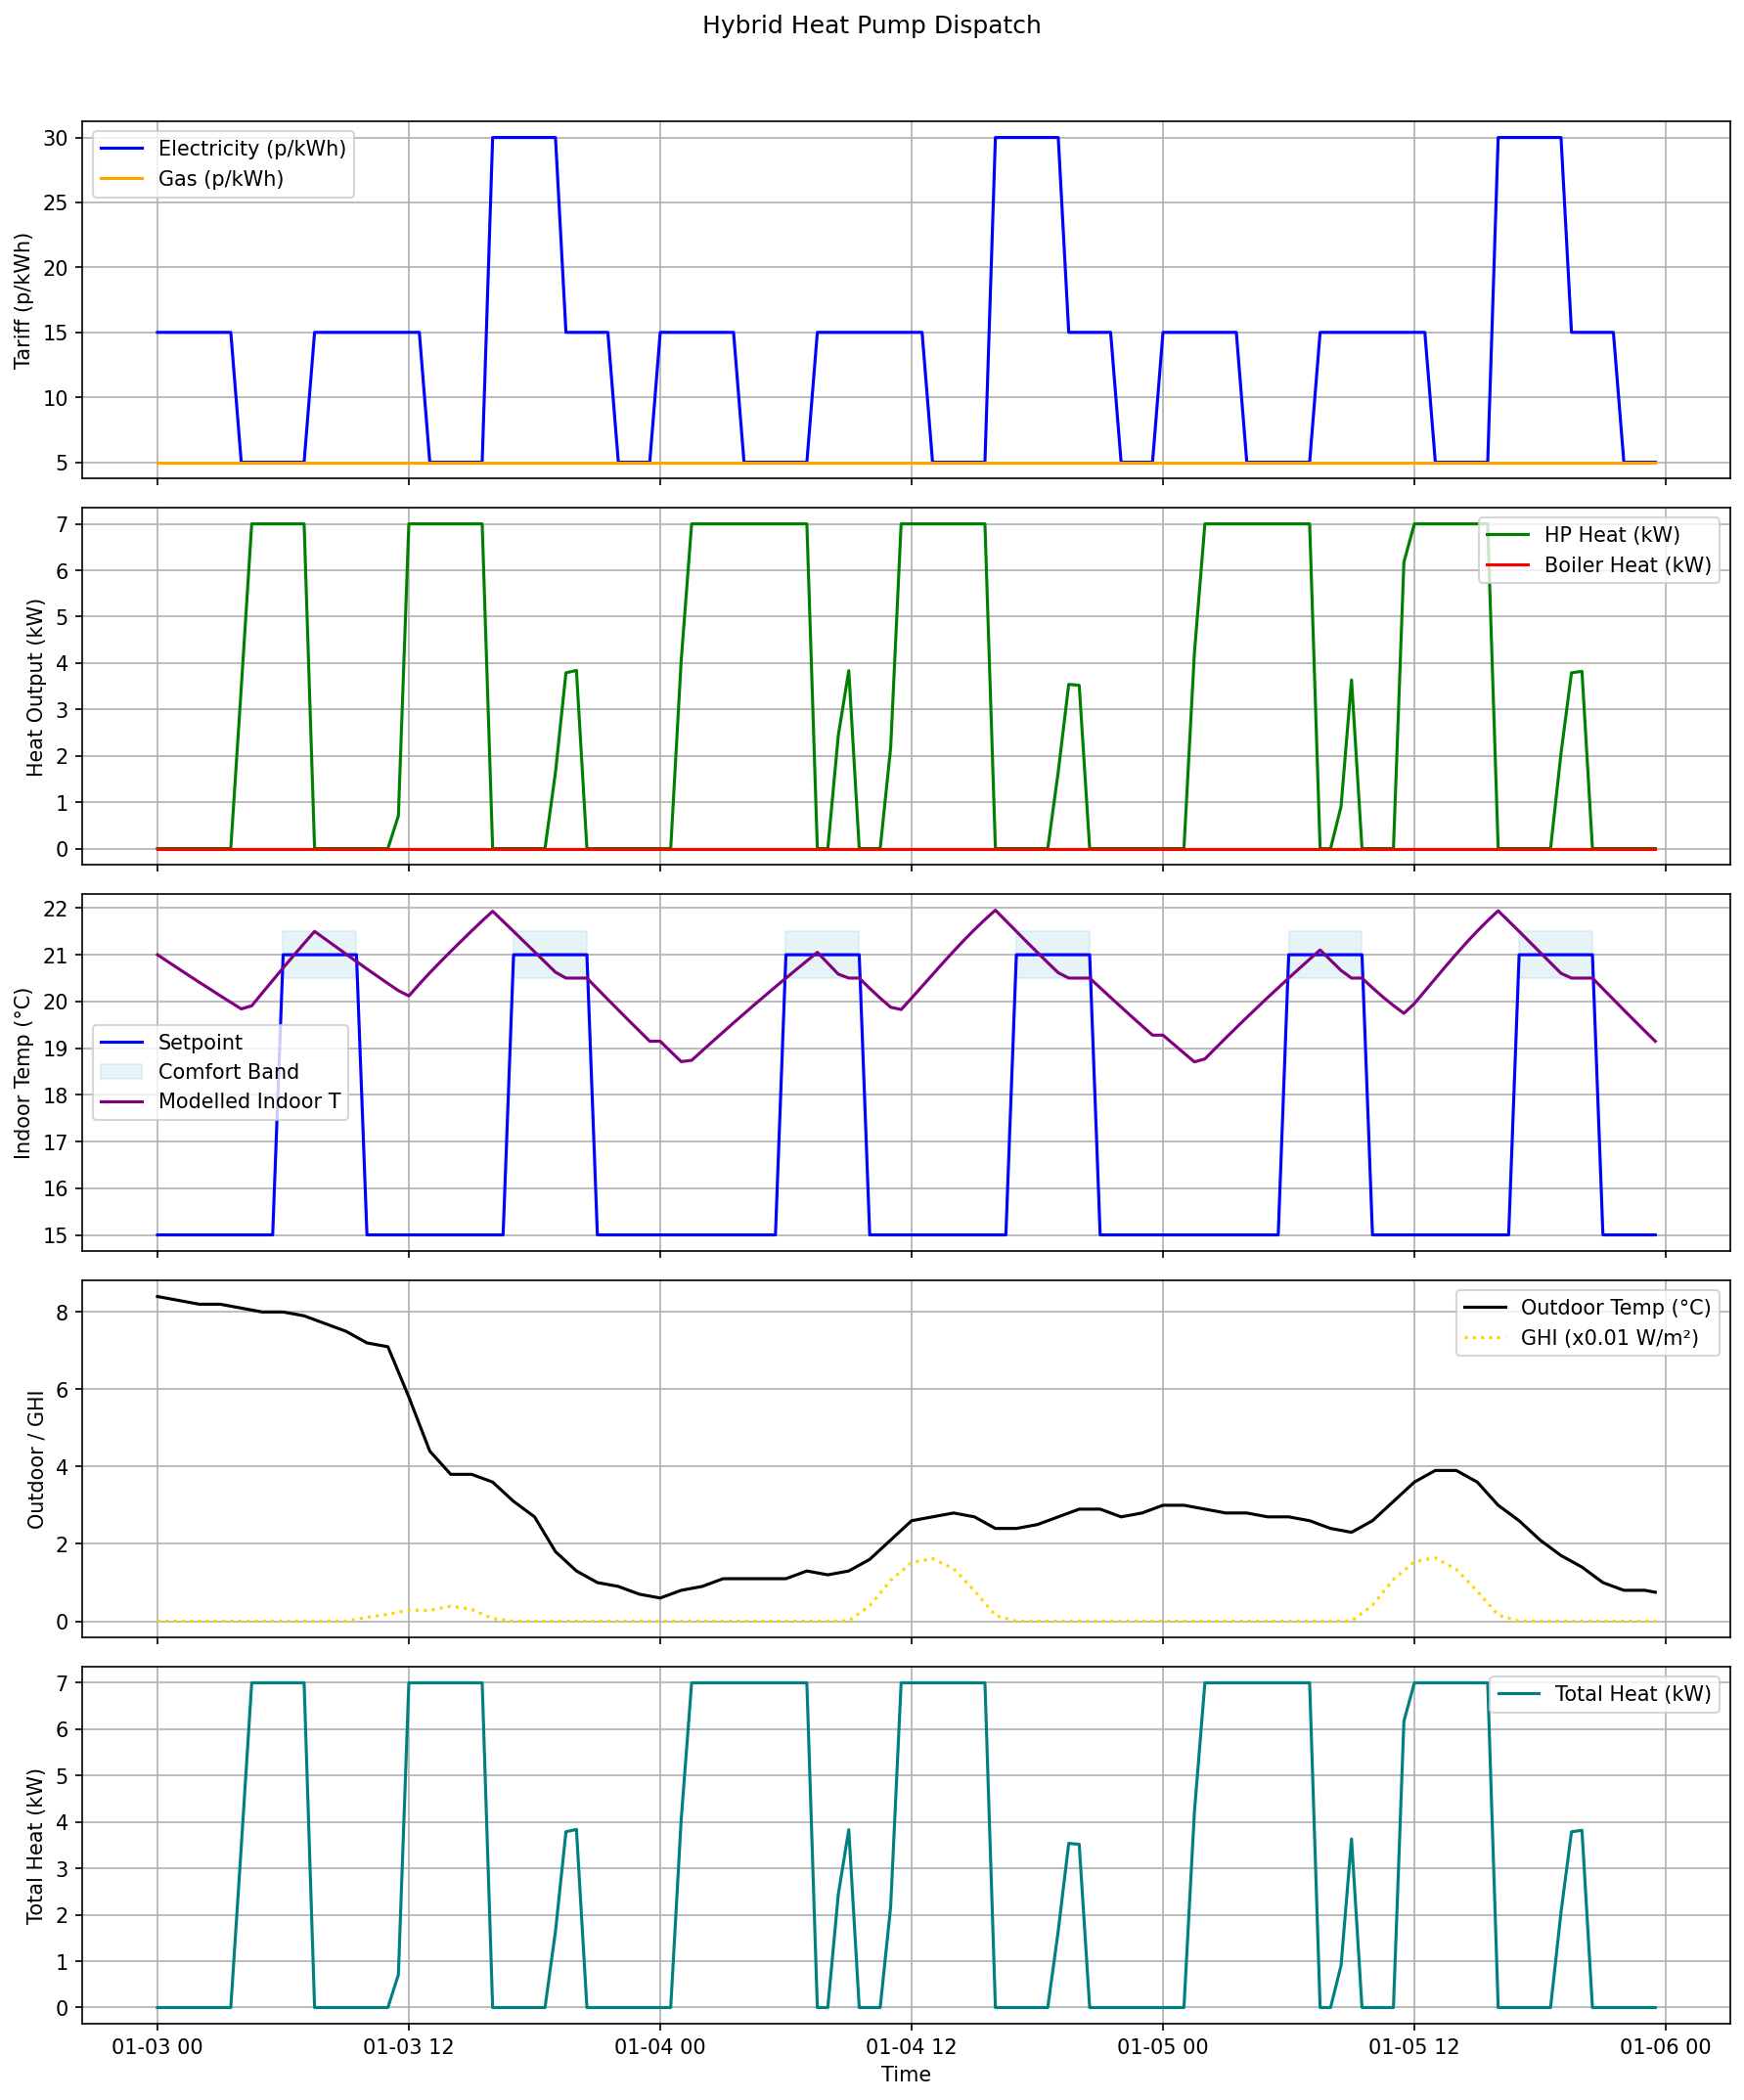 Hybrid Heat Pump Dispatch
Tariff (p/kWh)
30
25
20
15
10
5
Electricity (p/kWh)
Gas (p/kWh)
Heat Output (kW)
7
6
5
4
3
2
1
0
HP Heat (kW)
Boiler Heat (kW)
Indoor Temp (°C)
22
21
20
19
18
17
16
15
Setpoint
Comfort Band
Modelled Indoor T
Outdoor / GHI
8
6
4
2
0
Outdoor Temp (°C)
GHI (x0.01 W/m²)
Total Heat (kW)
7
6
5
4
3
2
1
0
Total Heat (kW)
01-03 00
01-03 12
01-04 00
01-04 12
01-05 00
01-05 12
01-06 00
Time